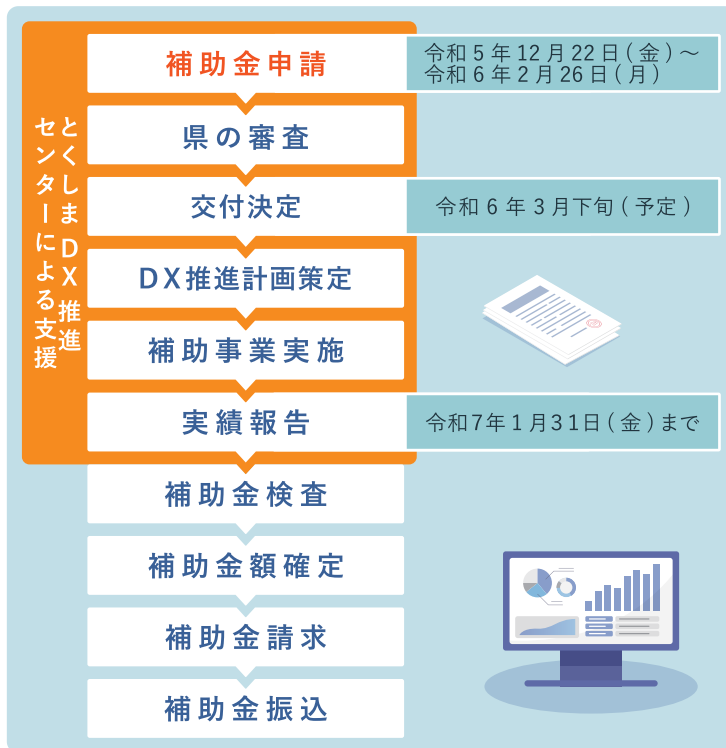 とくしまDX推進
センターによる支援
補助金申請
令和5年12月22日(金)～
令和6年2月26日(月)
県の審査
交付決定
令和6年3月下旬(予定)
DX推進計画策定
補助事業実施
実績報告
令和7年1月31日(金)まで
補助金検査
補助金額確定
補助金請求
補助金振込